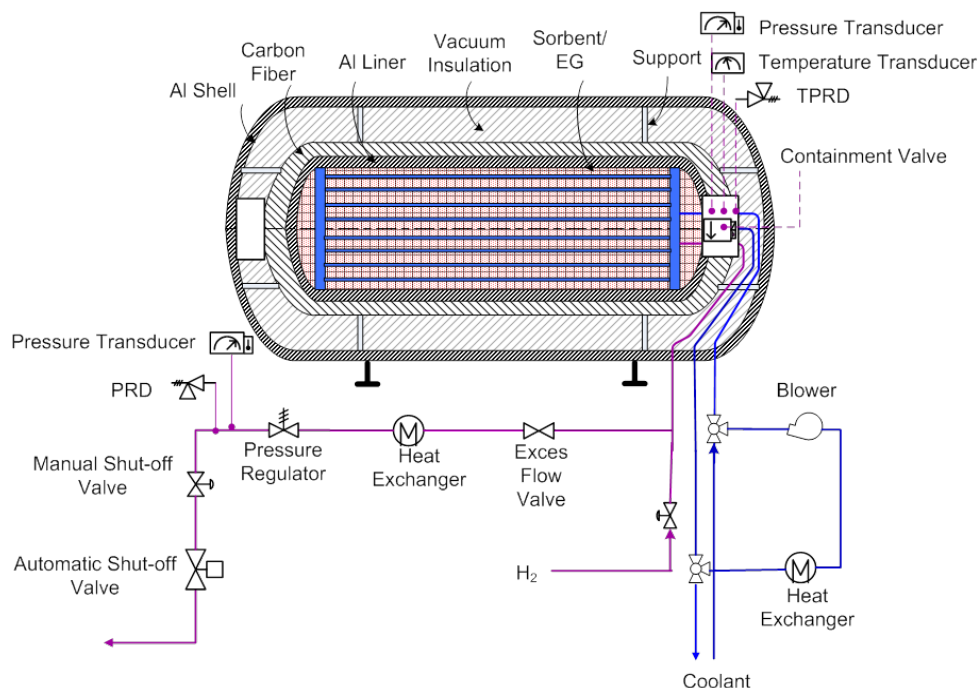 Pressure Transducer
Temperature Transducer
TPRD
Containment Valve
Vacuum
Insulation
Sorbent/
EG
Support
Carbon
Fiber
Al Liner
Al Shell
Pressure Transducer
PRD
Manual Shut-off
Valve
Automatic Shut-off
Valve
Pressure
Regulator
M
Heat
Exchanger
Exces
Flow
Valve
H₂
Blower
M
Heat
Exchanger
Coolant